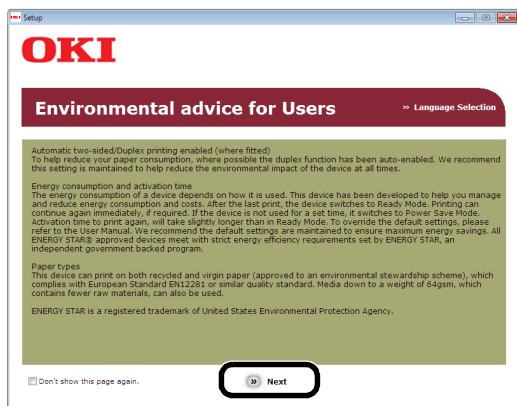 OKI Setup
OKI
Environmental advice for Users
» Language Selection
Automatic two-sided/Duplex printing enabled (where fitted)
To help reduce your paper consumption, where possible the duplex function has been auto-enabled. We recommend
this setting is maintained to help reduce the environmental impact of the device at all times.
Energy consumption and activation time
The energy consumption of a device depends on how it is used. This device has been developed to help you manage
and reduce energy consumption and costs. After the last print, the device switches to Ready Mode. Printing can
continue again immediately, if required. If the device is not used for a set time, it switches to Power Save Mode.
Activation time to print again, will take slightly longer than in Ready Mode. To override the default settings, please
refer to the User Manual. We recommend the default settings are maintained to ensure maximum energy savings. All
ENERGY STAR® approved devices meet with strict energy efficiency requirements set by ENERGY STAR, an
independent government backed program.
Paper types
This device can print on both recycled and virgin paper (approved to an environmental stewardship scheme), which
complies with European Standard EN12281 or similar quality standard. Media down to a weight of 64gsm, which
contains fewer raw materials, can also be used.
ENERGY STAR is a registered trademark of United States Environmental Protection Agency.
Don't show this page again.
» Next